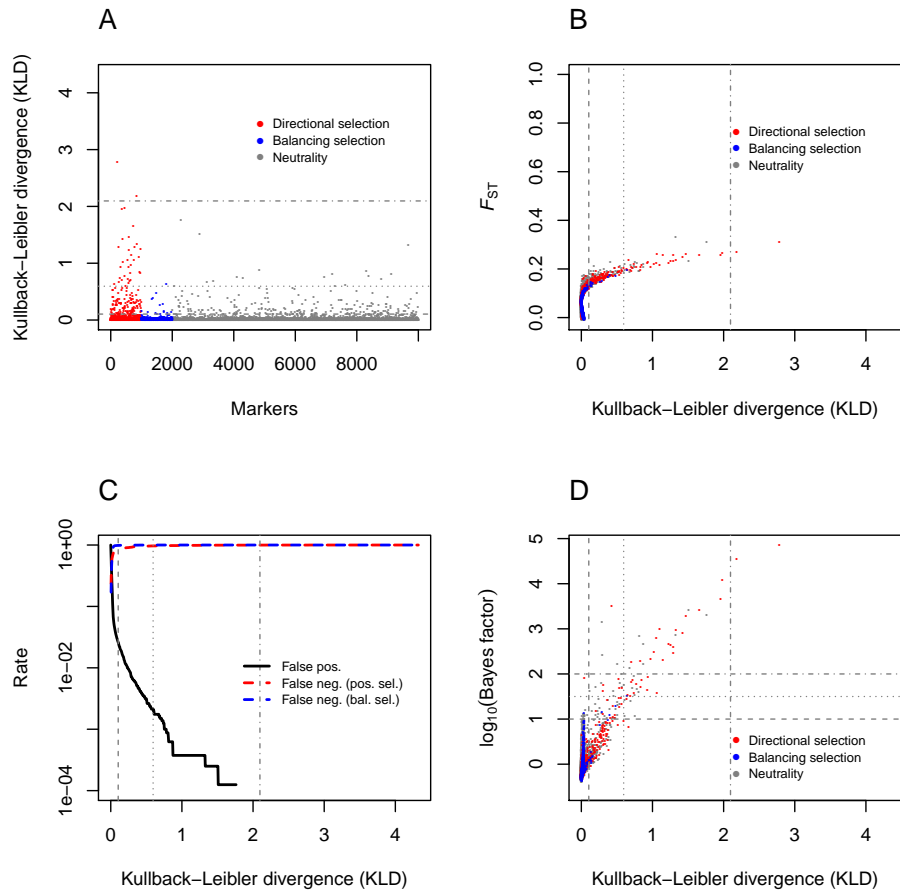 A
Kullback–Leibler divergence (KLD)
4
3
2
1
0
Directional selection
Balancing selection
Neutrality
0 2000 4000 6000 8000
Markers
B
FST
1.0
0.8
0.6
0.4
0.2
0.0
Directional selection
Balancing selection
Neutrality
0 1 2 3 4
Kullback–Leibler divergence (KLD)
C
Rate
1e+00
1e−02
1e−04
False pos.
False neg. (pos. sel.)
False neg. (bal. sel.)
0 1 2 3 4
Kullback–Leibler divergence (KLD)
D
log10(Bayes factor)
5
4
3
2
1
0
Directional selection
Balancing selection
Neutrality
0 1 2 3 4
Kullback–Leibler divergence (KLD)